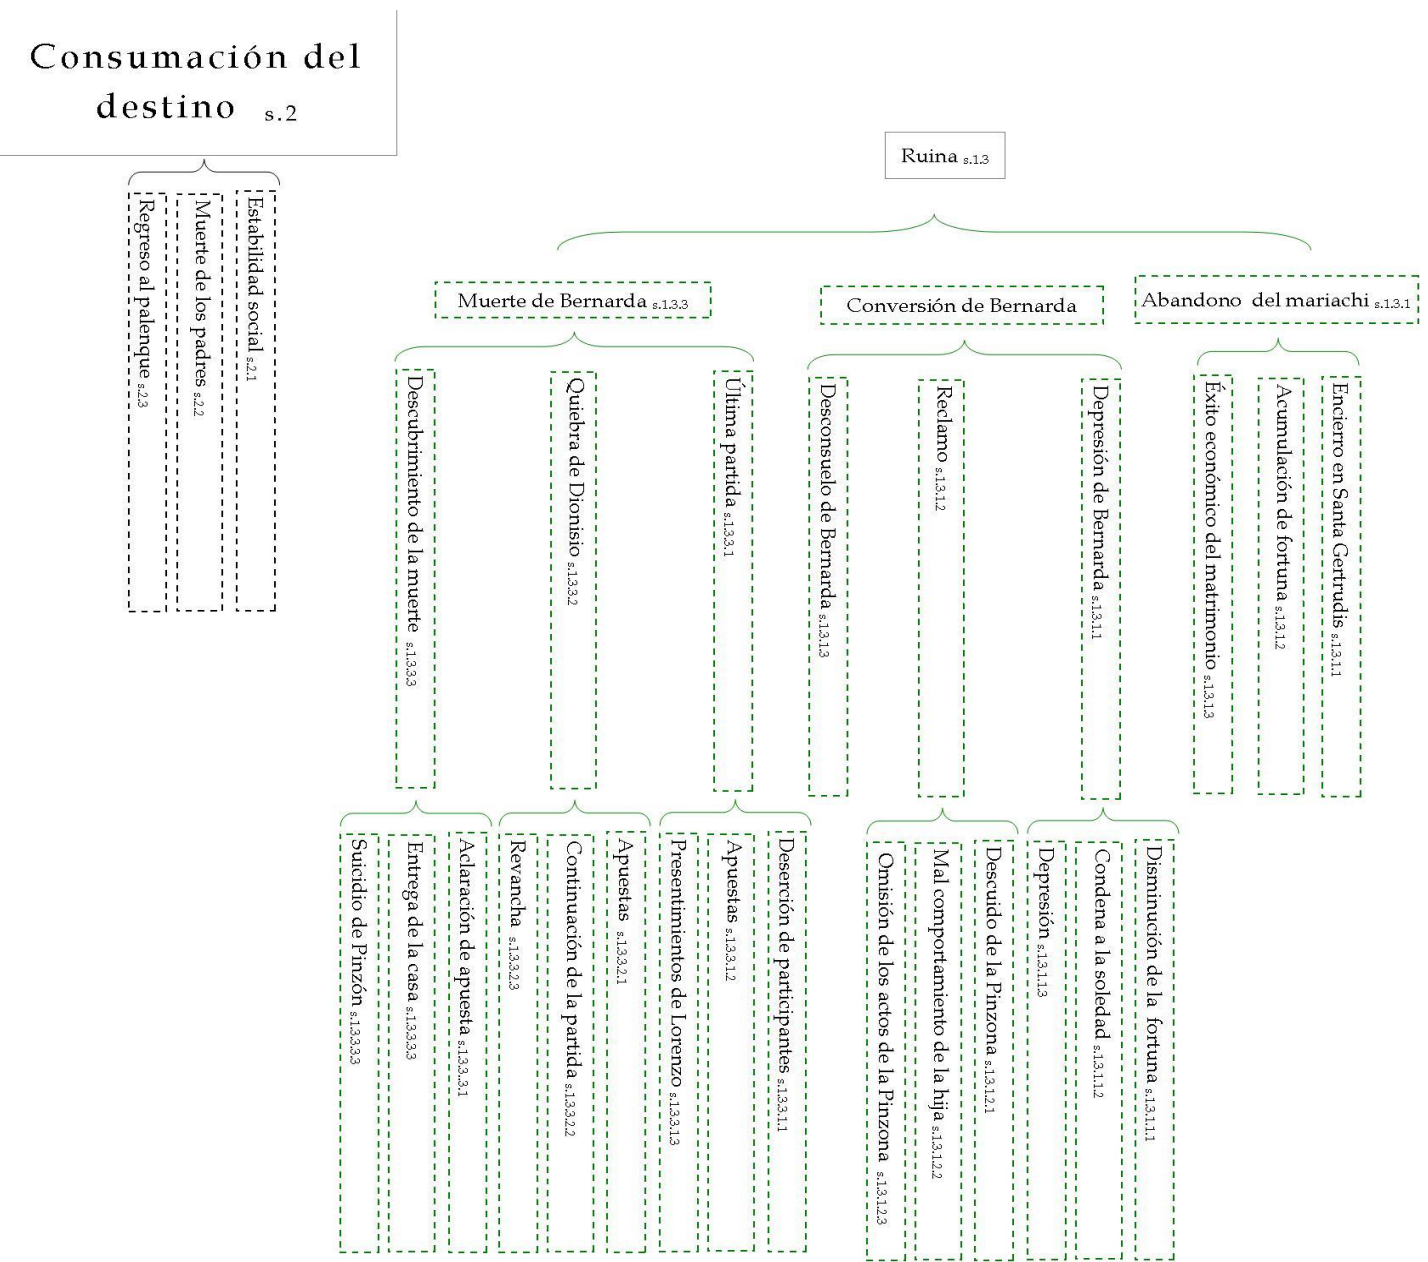 Consumación del
destino s.2
Estabilidad social s.2.1
Muerte de los padres s.2.2
Regreso al palenque s.2.3
Ruina s.1.3
Muerte de Bernarda s.1.3.3
Conversión de Bernarda
Abandono del mariachi s.1.3.1
Descubrimiento de la muerte s.1.3.3.3
Quiebra de Dionisio s.1.3.3.2
Última partida s.1.3.3.1
Desconsuelo de Bernarda s.1.3.1.3
Reclamo s.1.3.1.2
Depresión de Bernarda s.1.3.1.1
Éxito económico del matrimonio s.1.3.1.3
Acumulación de fortuna s.1.3.1.2
Encierro en Santa Gertrudis s.1.3.1.1
Suicidio de Pinzón s.1.3.3.3.3
Entrega de la casa s.1.3.3.3.3
Aclaración de apuesta s.1.3.3..3.1
Revancha s.1.3.3.2.3
Continuación de la partida s.1.3.3.2.2
Apuestas s.1.3.3.2.1
Presentimientos de Lorenzo s.1.3.3.1.3
Apuestas s.1.3.3.1.2
Deserción de participantes s.1.3.3.1.1
Omisión de los actos de la Pinzona s.1.3.1.2.3
Mal comportamiento de la hija s.1.3.1.2.2
Descuido de la Pinzona s.1.3.1.2.1
Depresión s.1.3.1.1.3
Condena a la soledad s.1.3.1.1.2
Disminución de la fortuna s.1.3.1.1.1